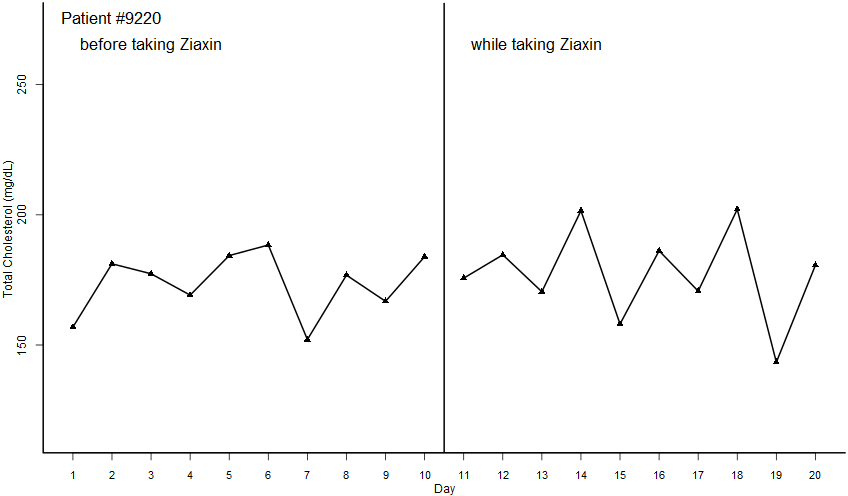 Patient #9220
before taking Ziaxin
while taking Ziaxin
Total Cholesterol (mg/dL)
250
200
150
1 2 3 4 5 6 7 8 9 10 11 12 13 14 15 16 17 18 19 20
Day